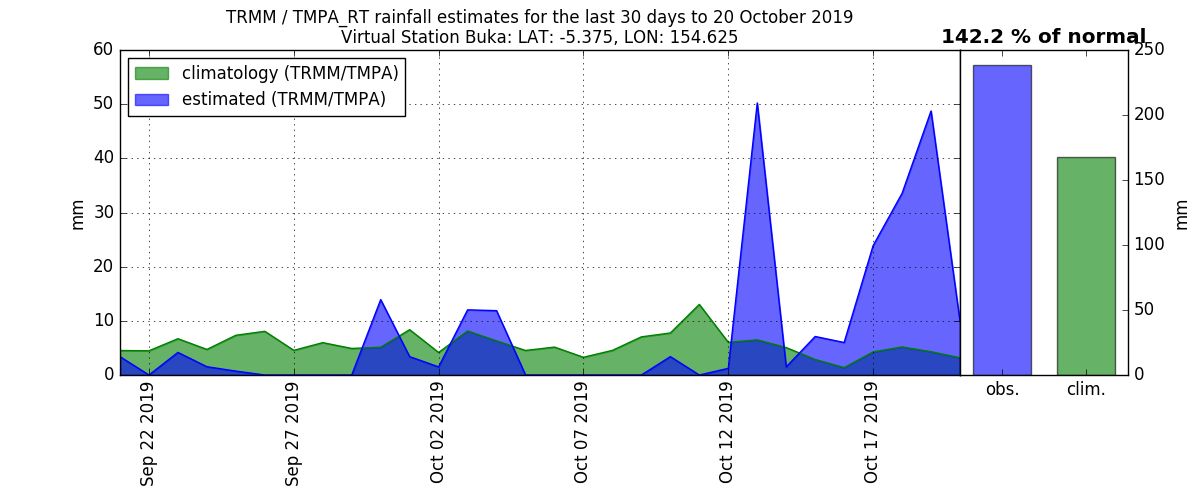 TRMM / TMPA_RT rainfall estimates for the last 30 days to 20 October 2019
Virtual Station Buka: LAT: -5.375, LON: 154.625
142.2 % of normal
climatology (TRMM/TMPA)
estimated (TRMM/TMPA)
60
50
40
30
20
10
0
mm
Sep 22 2019
Sep 27 2019
Oct 02 2019
Oct 07 2019
Oct 12 2019
Oct 17 2019
obs.
clim.
250
200
150
100
50
0
mm